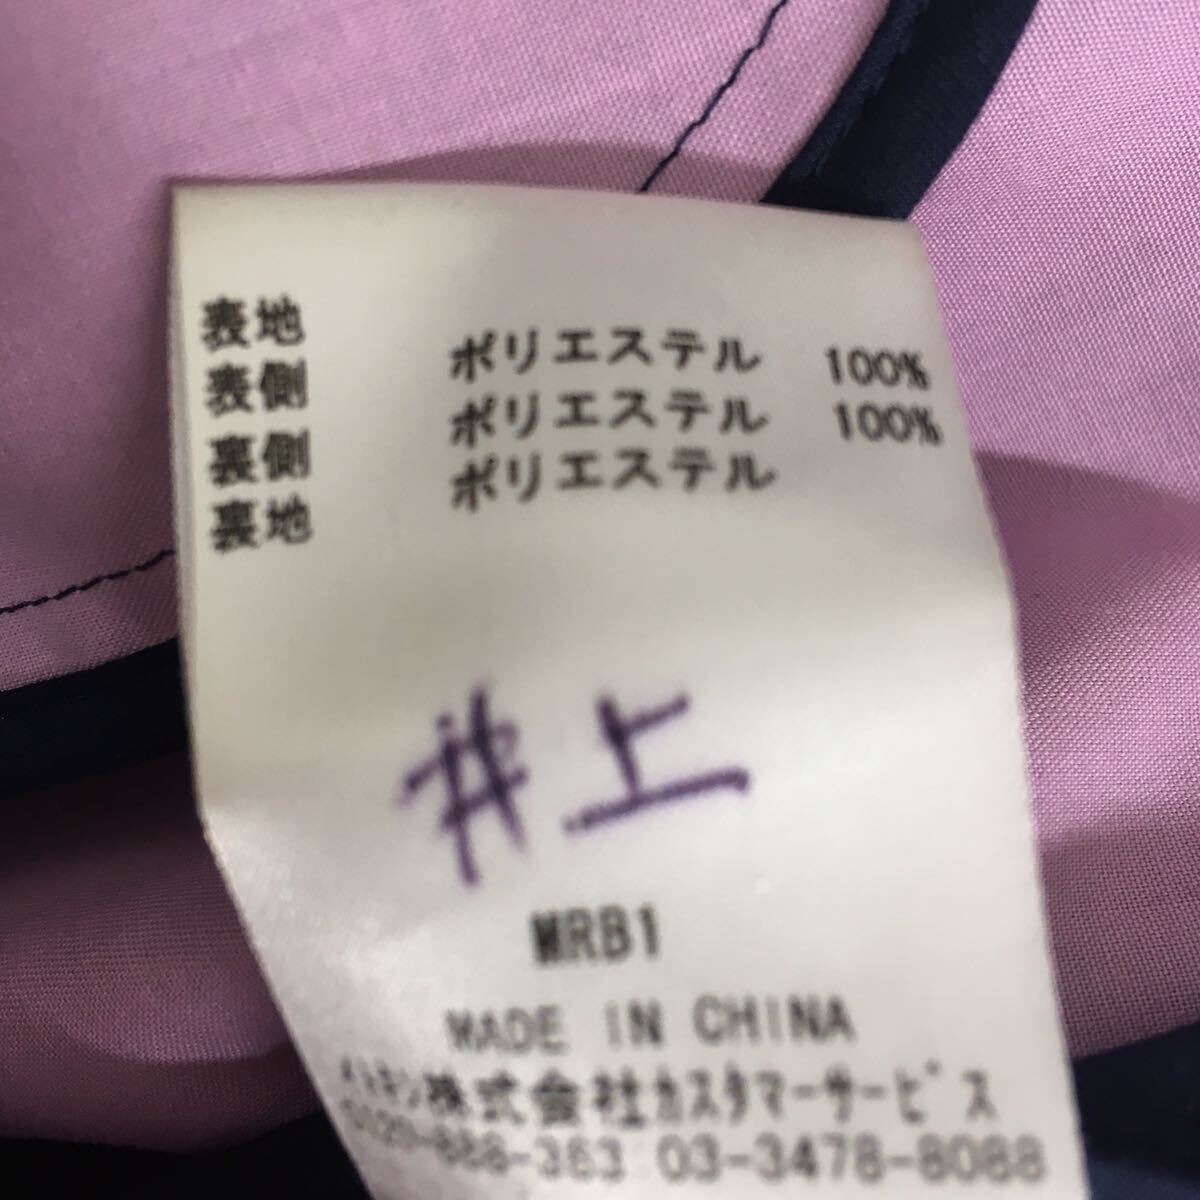 表地
表側 ポリエステル 100%
裏側 ポリエステル 100%
裏地 ポリエステル
井上
MRB1
MADE IN CHINA
株式会社カスタマーサービス
03-3478-8088